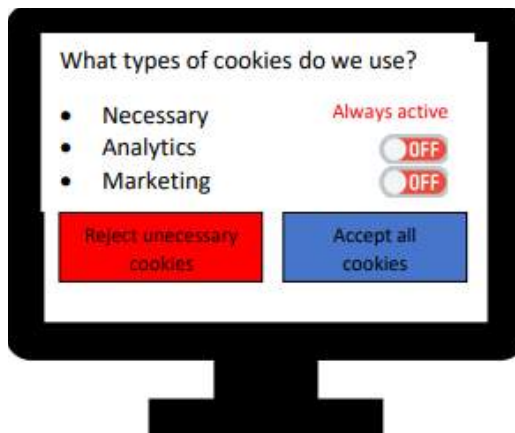 What types of cookies do we use?
• Necessary Always active
• Analytics OFF
• Marketing OFF
Reject unecessary
cookies
Accept all
cookies